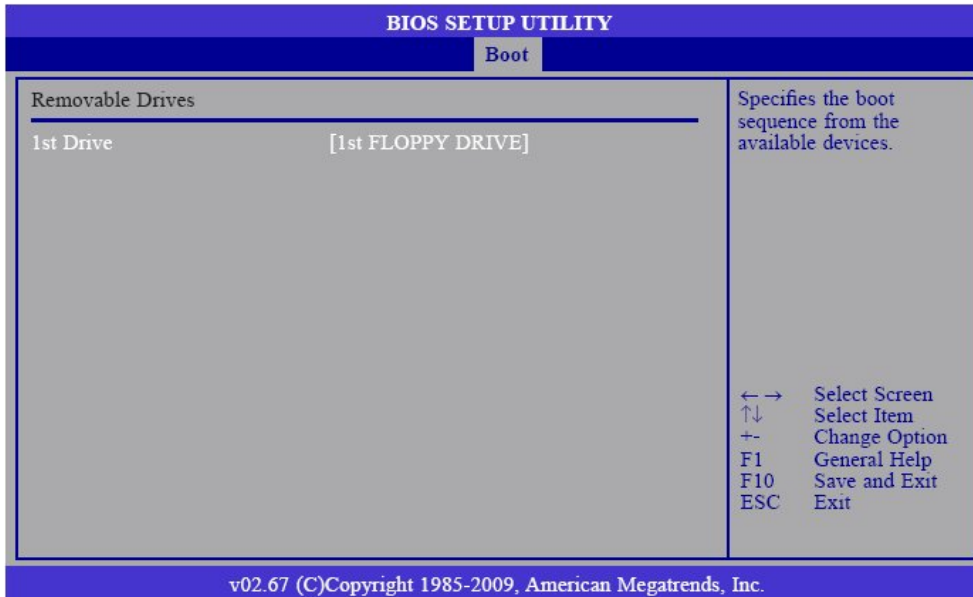 BIOS SETUP UTILITY
Boot
Removable Drives
1st Drive [1st FLOPPY DRIVE]
Specifies the boot
sequence from the
available devices.
←→ Select Screen
↑↓ Select Item
+- Change Option
F1 General Help
F10 Save and Exit
ESC Exit
v02.67 (C)Copyright 1985-2009, American Megatrends, Inc.